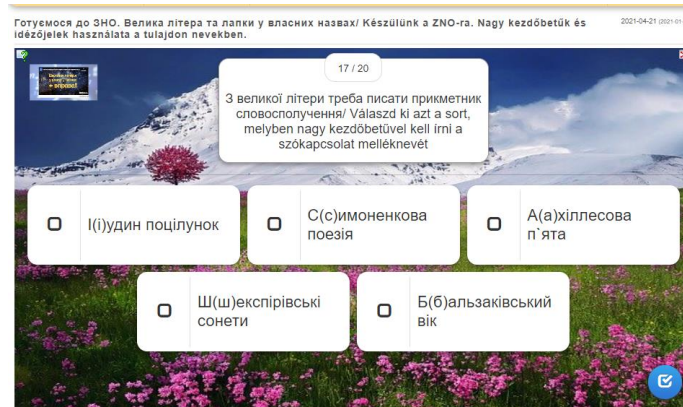 Готуємося до ЗНО. Велика літера та лапки у власних назвах/ Készülünk a ZNO-ra. Nagy kezdőbetűk és
idézőjelek használata a tulajdon nevekben.
2021-04-21
17 / 20
З великої літери треба писати прикметник
словосполучення/ Válaszd ki azt a sort,
melyben nagy kezdőbetűvel kell írni a
szókapcsolat melléknevét
І(і)удин поцілунок
С(с)имоненкова
поезія
А(а)хіллесова
п`ята
Ш(ш)експірівські
сонети
Б(б)альзаківський
вік